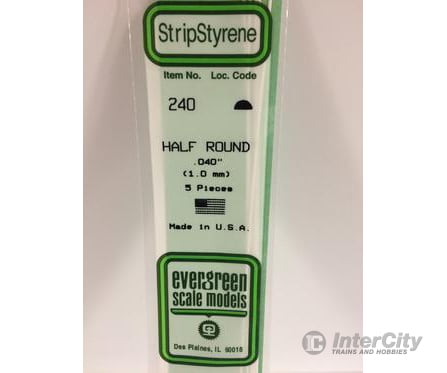 StripStyrene
Item No. Loc. Code
240
HALF ROUND
.040"
(1.0 mm)
5 Pieces
Made in U.S.A.
evergreen
scale models
Des Plaines, IL 60018
IC InterCity
TRAINS AND HOBBIES